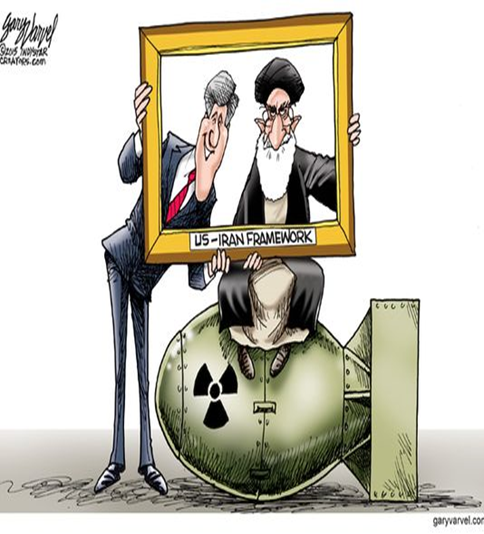 Gary Varvel
©2015 INDYSTAR
CREATORS.COM
US-IRAN FRAMEWORK
garyvarvel.com